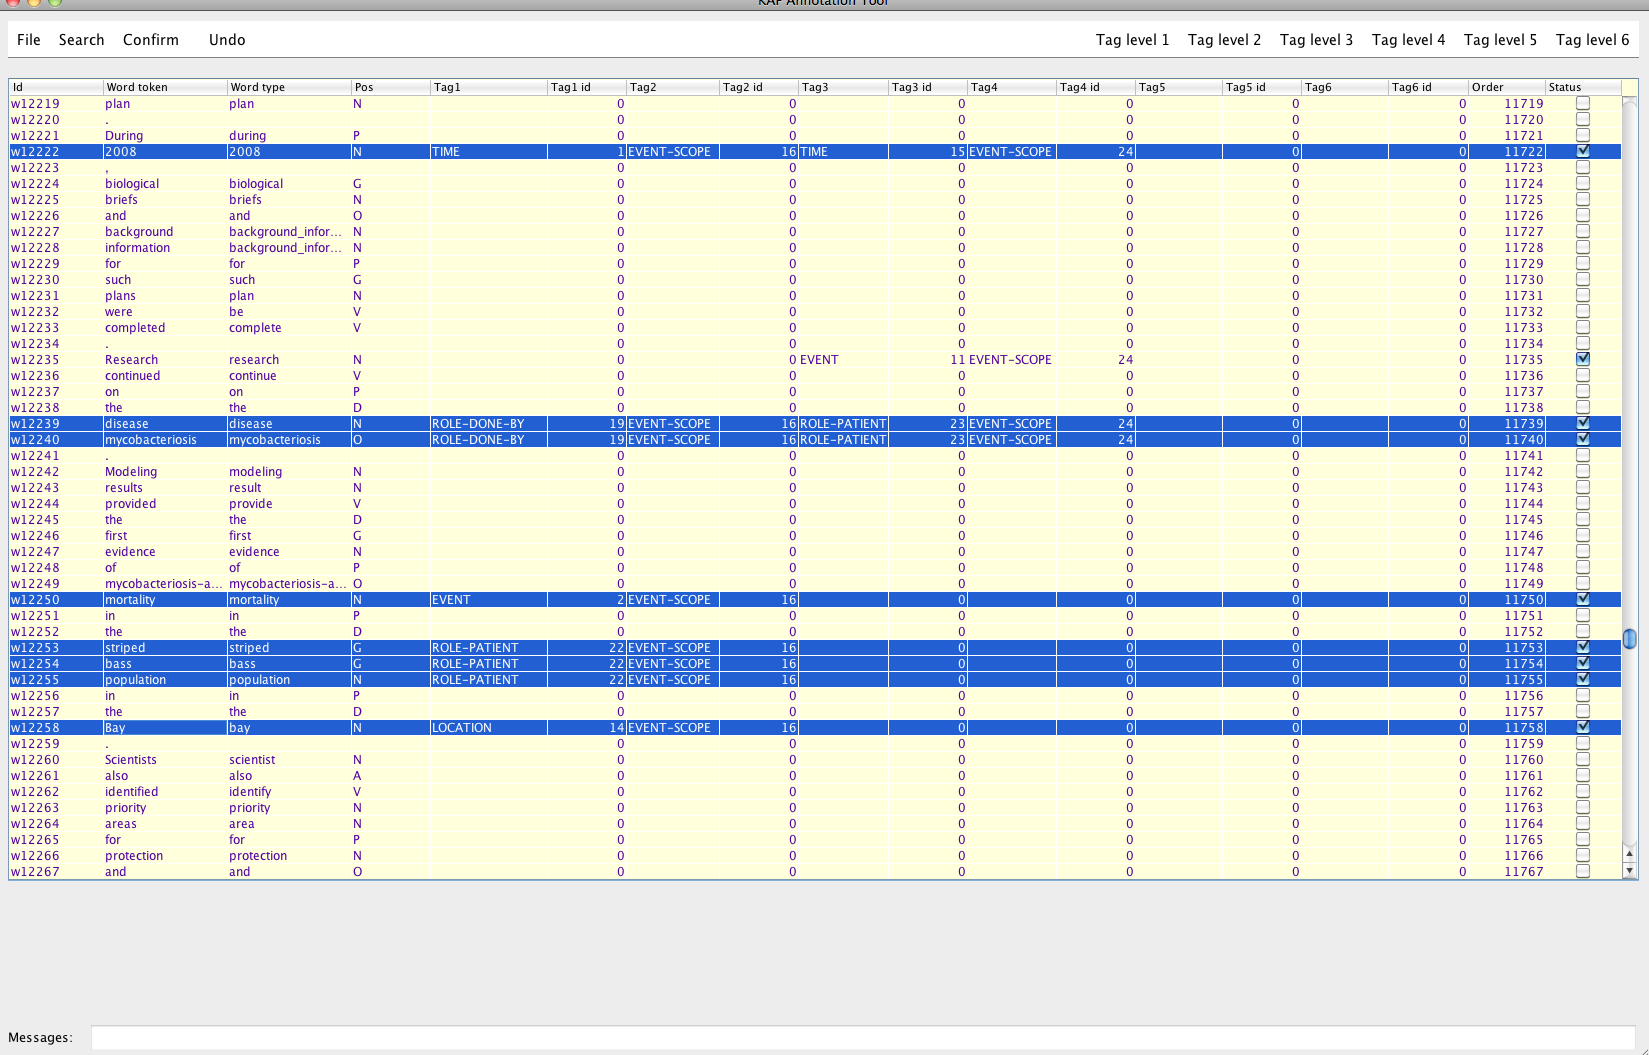 KAF Annotation Tool
File Search Confirm Undo Tag level 1 Tag level 2 Tag level 3 Tag level 4 Tag level 5 Tag level 6
Id Word token Word type Pos Tag1 Tag1 id Tag2 Tag2 id Tag3 Tag3 id Tag4 Tag4 id Tag5 Tag5 id Tag6 Tag6 id Order Status
w12219 plan plan N 0 0 0 0 0 0 11719
w12220 . 0 0 0 0 0 0 11720
w12221 During during P 0 0 0 0 0 0 11721
w12222 2008 2008 N TIME 1 EVENT-SCOPE 16 TIME 15 EVENT-SCOPE 24 0 0 11722
w12223 , 0 0 0 0 0 0 11723
w12224 biological biological G 0 0 0 0 0 0 11724
w12225 briefs briefs N 0 0 0 0 0 0 11725
w12226 and and O 0 0 0 0 0 0 11726
w12227 background background_infor... N 0 0 0 0 0 0 11727
w12228 information background_infor... N 0 0 0 0 0 0 11728
w12229 for for P 0 0 0 0 0 0 11729
w12230 such such G 0 0 0 0 0 0 11730
w12231 plans plan N 0 0 0 0 0 0 11731
w12232 were be V 0 0 0 0 0 0 11732
w12233 completed complete V 0 0 0 0 0 0 11733
w12234 . 0 0 0 0 0 0 11734
w12235 Research research N 0 0 EVENT 11 EVENT-SCOPE 24 0 0 11735
w12236 continued continue V 0 0 0 0 0 0 11736
w12237 on on P 0 0 0 0 0 0 11737
w12238 the the D 0 0 0 0 0 0 11738
w12239 disease disease N ROLE-DONE-BY 19 EVENT-SCOPE 16 ROLE-PATIENT 23 EVENT-SCOPE 24 0 0 11739
w12240 mycobacteriosis mycobacteriosis O ROLE-DONE-BY 19 EVENT-SCOPE 16 ROLE-PATIENT 23 EVENT-SCOPE 24 0 0 11740
w12241 . 0 0 0 0 0 0 11741
w12242 Modeling modeling N 0 0 0 0 0 0 11742
w12243 results result N 0 0 0 0 0 0 11743
w12244 provided provide V 0 0 0 0 0 0 11744
w12245 the the D 0 0 0 0 0 0 11745
w12246 first first G 0 0 0 0 0 0 11746
w12247 evidence evidence N 0 0 0 0 0 0 11747
w12248 of of P 0 0 0 0 0 0 11748
w12249 mycobacteriosis-a... mycobacteriosis-a... O 0 0 0 0 0 0 11749
w12250 mortality mortality N EVENT 2 EVENT-SCOPE 16 0 0 0 0 11750
w12251 in in P 0 0 0 0 0 0 11751
w12252 the the D 0 0 0 0 0 0 11752
w12253 striped striped G ROLE-PATIENT 22 EVENT-SCOPE 16 0 0 0 0 11753
w12254 bass bass G ROLE-PATIENT 22 EVENT-SCOPE 16 0 0 0 0 11754
w12255 population population N ROLE-PATIENT 22 EVENT-SCOPE 16 0 0 0 0 11755
w12256 in in P 0 0 0 0 0 0 11756
w12257 the the D 0 0 0 0 0 0 11757
w12258 Bay bay N LOCATION 14 EVENT-SCOPE 16 0 0 0 0 11758
w12259 . 0 0 0 0 0 0 11759
w12260 Scientists scientist N 0 0 0 0 0 0 11760
w12261 also also A 0 0 0 0 0 0 11761
w12262 identified identify V 0 0 0 0 0 0 11762
w12263 priority priority N 0 0 0 0 0 0 11763
w12264 areas area N 0 0 0 0 0 0 11764
w12265 for for P 0 0 0 0 0 0 11765
w12266 protection protection N 0 0 0 0 0 0 11766
w12267 and and O 0 0 0 0 0 0 11767
Messages: